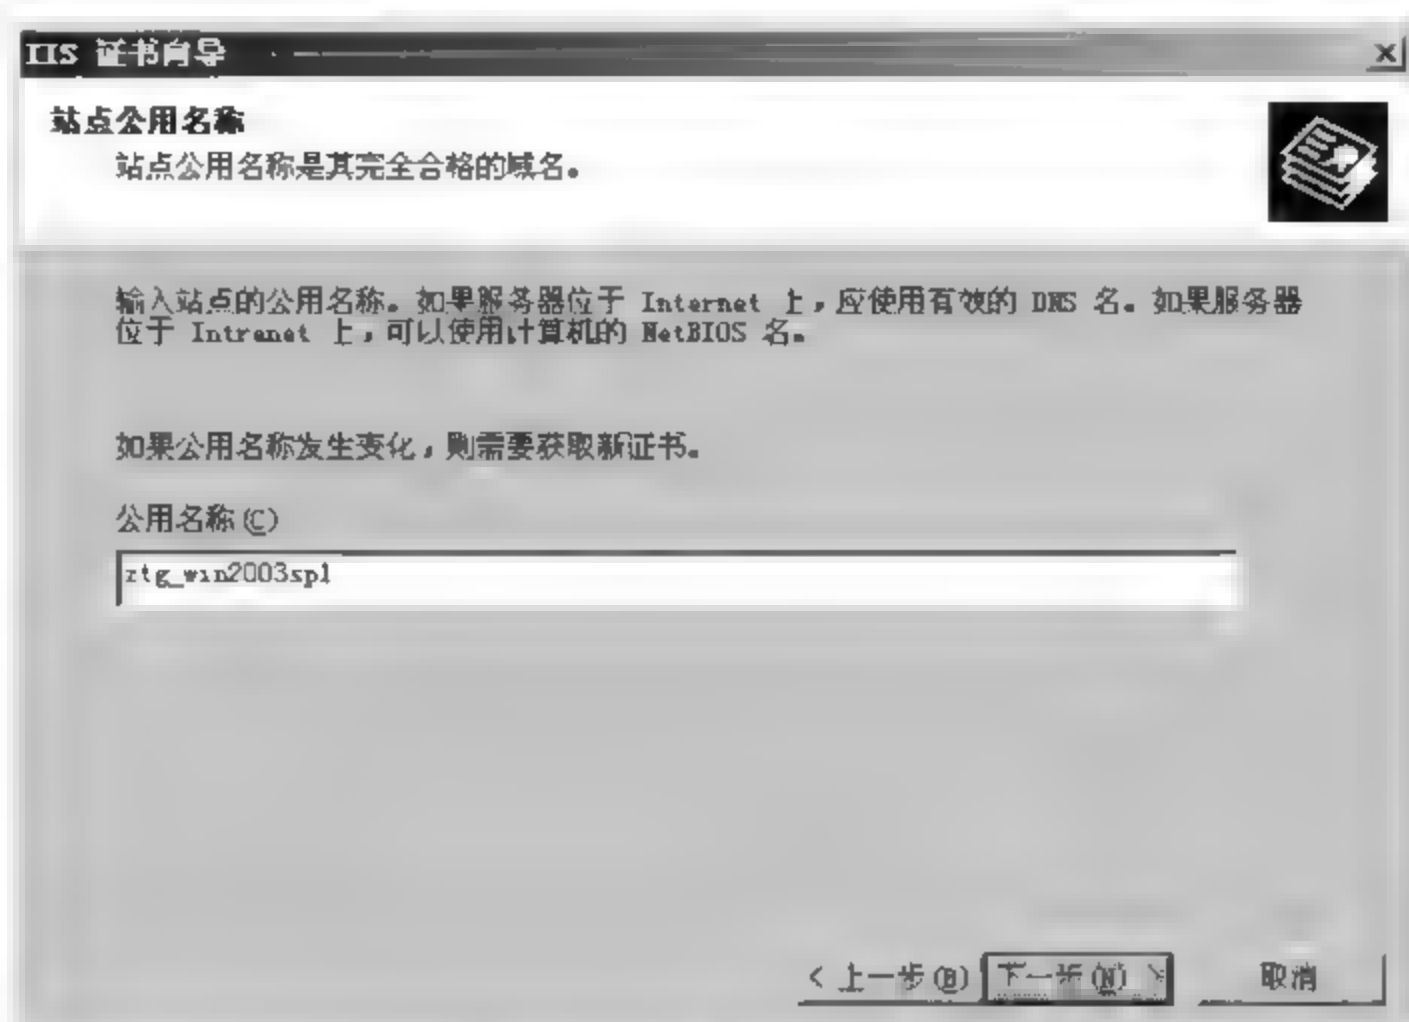 IIS 证书向导
站点公用名称
站点公用名称是其完全合格的域名。
输入站点的公用名称。如果服务器位于 Internet 上，应使用有效的 DNS 名。如果服务器
位于 Intranet 上，可以使用计算机的 NetBIOS 名。
如果公用名称发生变化，则需要获取新证书。
公用名称(C)
rtg_win2003sp1
< 上一步(B) 下一步(N) > 取消